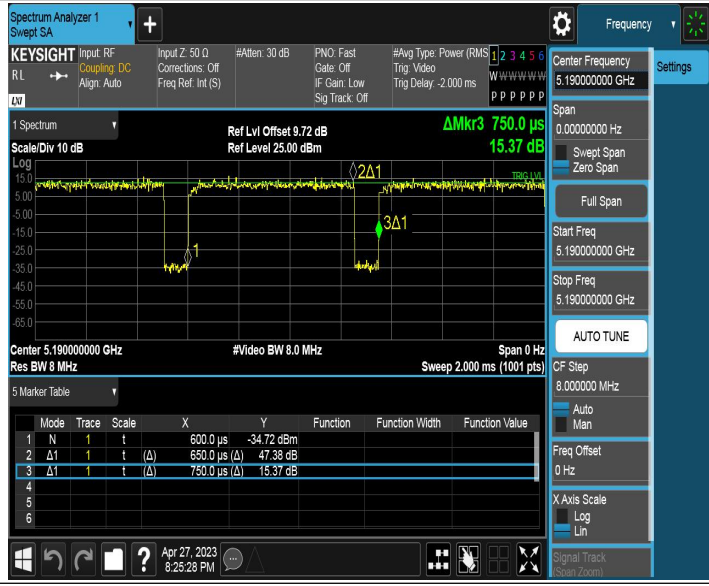 Spectrum Analyzer 1
Swept SA
+
Frequency
KEYSIGHT Input: RF Input Z: 50 Ω #Atten: 30 dB PNO: Fast #Avg Type: Power (RMS 1 2 3 4 5 6
RL Coupling: DC Corrections: Off Gate: Off Trig: Video W W W W W W
Align: Auto Freq Ref: Int (S) IF Gain: Low Trig Delay: -2.000 ms
LXI Sig Track: Off P P P P P P
Center Frequency
5.190000000 GHz
Settings
Span
0.00000000 Hz
Swept Span
Zero Span
Full Span
Start Freq
5.190000000 GHz
Stop Freq
5.190000000 GHz
AUTO TUNE
CF Step
8.000000 MHz
Auto
Man
Freq Offset
0 Hz
X Axis Scale
Log
Lin
Signal Track
(Span Zoom)
1 Spectrum Ref Lvl Offset 9.72 dB ΔMkr3 750.0 µs
Scale/Div 10 dB Ref Level 25.00 dBm 15.37 dB
Log
15.0
5.00
-5.00
-15.0
-25.0
-35.0
-45.0
-55.0
-65.0
2Δ1
TRIG LVL
3Δ1
1
Center 5.190000000 GHz #Video BW 8.0 MHz Span 0 Hz
Res BW 8 MHz Sweep 2.000 ms (1001 pts)
5 Marker Table
Mode Trace Scale X Y Function Function Width Function Value
1 N 1 t 600.0 µs -34.72 dBm
2 Δ1 1 t (Δ) 650.0 µs (Δ) 47.38 dB
3 Δ1 1 t (Δ) 750.0 µs (Δ) 15.37 dB
4
5
6
? Apr 27, 2023
8:25:28 PM